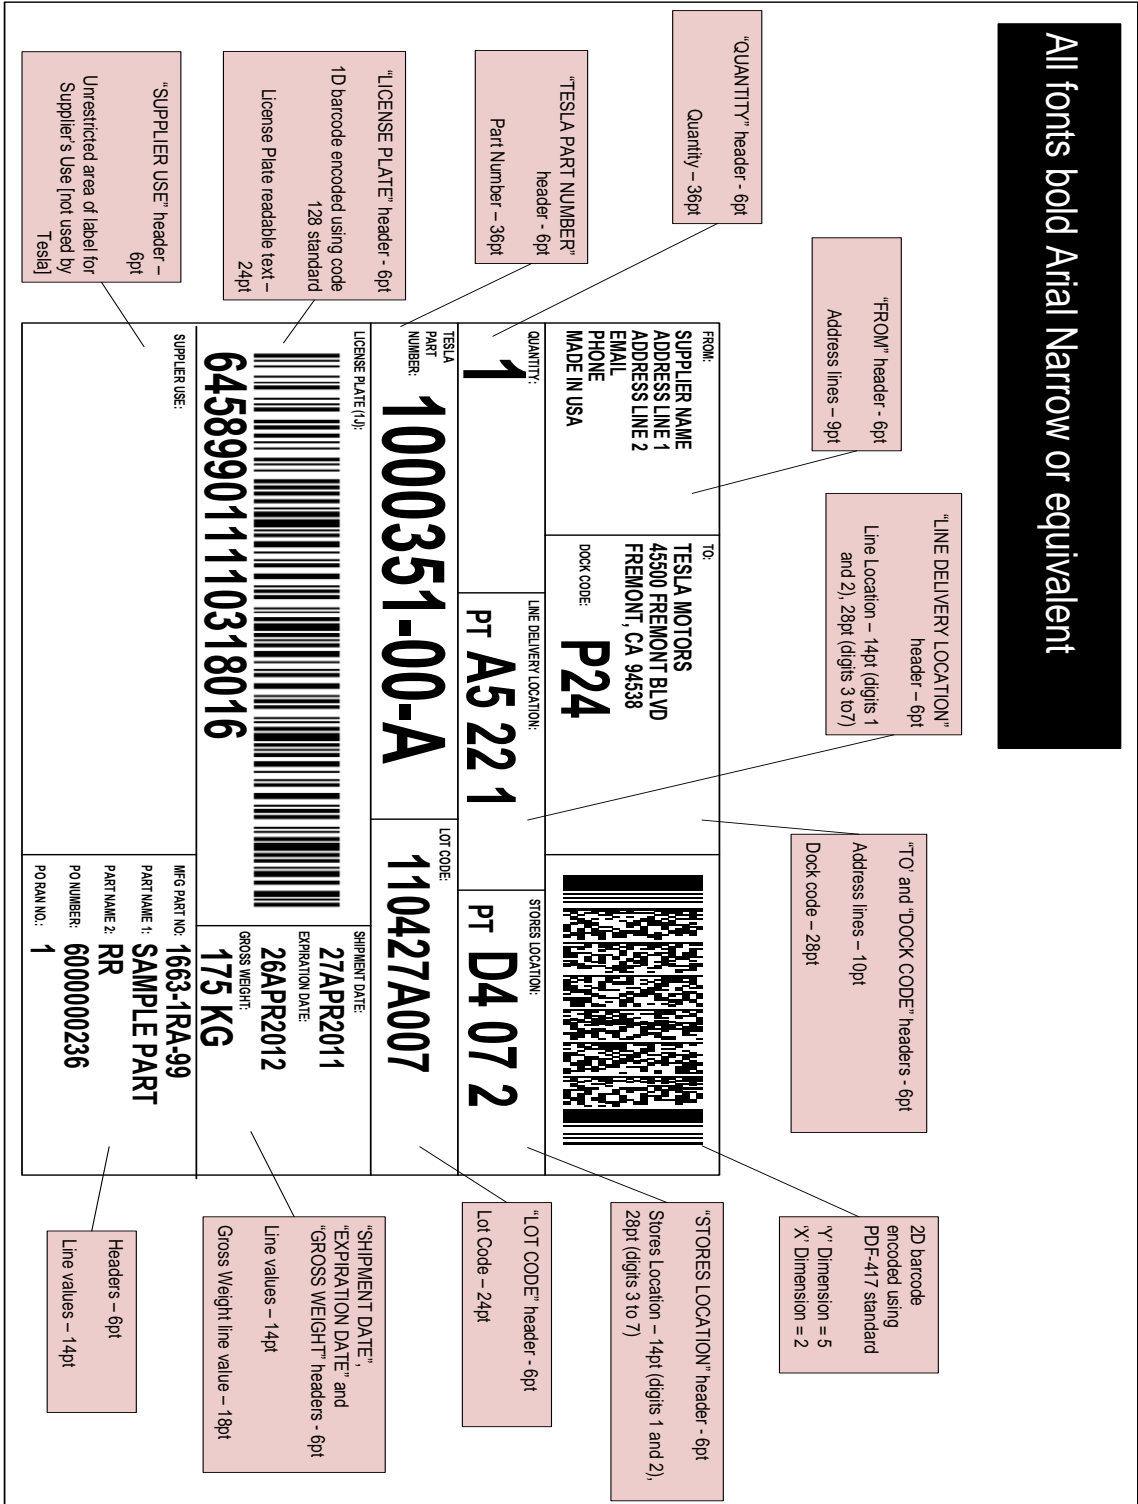 All fonts bold Arial Narrow or equivalent
"QUANTITY" header - 6pt
Quantity – 36pt
"FROM" header - 6pt
Address lines – 9pt
"LINE DELIVERY LOCATION"
header – 6pt
Line Location – 14pt (digits 1
and 2), 28pt (digits 3 to7)
"TO' and "DOCK CODE" headers - 6pt
Address lines – 10pt
Dock code – 28pt
2D barcode
encoded using
PDF-417 standard
'Y' Dimension = 5
'X' Dimension = 2
"TESLA PART NUMBER"
header - 6pt
Part Number – 36pt
"LICENSE PLATE" header - 6pt
1D barcode encoded using code
128 standard
License Plate readable text –
24pt
"SUPPLIER USE" header –
6pt
Unrestricted area of label for
Supplier's Use [not used by
Tesla]
FROM:
SUPPLIER NAME
ADDRESS LINE 1
ADDRESS LINE 2
EMAIL
PHONE
MADE IN USA
TO:
TESLA MOTORS
45500 FREMONT BLVD
FREMONT, CA 94538
DOCK CODE: P24
QUANTITY:
1
LINE DELIVERY LOCATION:
PT A5 22 1
STORES LOCATION:
PT D4 07 2
TESLA
PART
NUMBER:
1000351-00-A
LOT CODE:
110427A007
LICENSE PLATE (1J):
645899011110318016
SHIPMENT DATE:
27APR2011
EXPIRATION DATE:
26APR2012
GROSS WEIGHT:
175 KG
SUPPLIER USE:
MFG PART NO: 1663-1RA-99
PART NAME 1: SAMPLE PART
PART NAME 2: RR
PO NUMBER: 6000000236
PO RAN NO.: 1
"STORES LOCATION" header - 6pt
Stores Location – 14pt (digits 1 and 2),
28pt (digits 3 to 7)
"LOT CODE" header - 6pt
Lot Code – 24pt
"SHIPMENT DATE",
"EXPIRATION DATE" and
"GROSS WEIGHT" headers - 6pt
Line values – 14pt
Gross Weight line value – 18pt
Headers – 6pt
Line values – 14pt